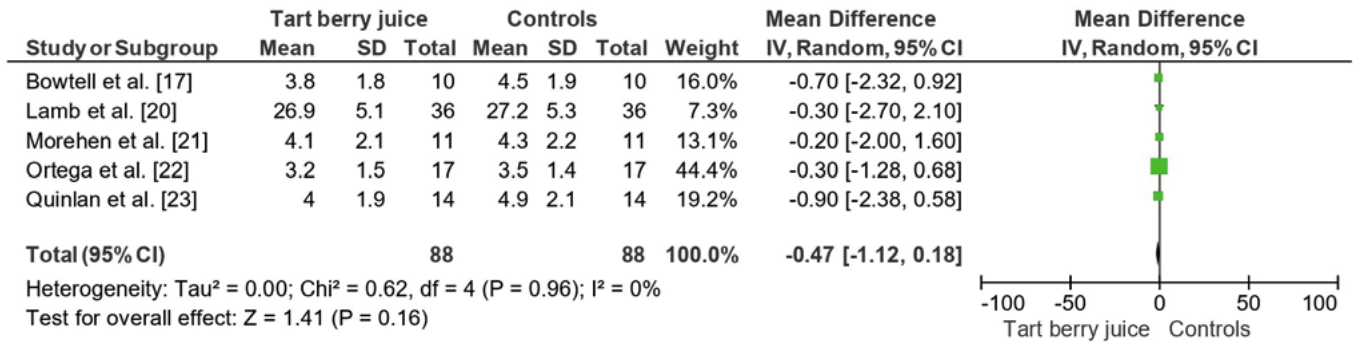 Tart berry juice Controls Mean Difference Mean Difference
Study or Subgroup Mean SD Total Mean SD Total Weight IV, Random, 95% CI IV, Random, 95% CI
Bowtell et al. [17] 3.8 1.8 10 4.5 1.9 10 16.0% -0.70 [-2.32, 0.92]
Lamb et al. [20] 26.9 5.1 36 27.2 5.3 36 7.3% -0.30 [-2.70, 2.10]
Morehen et al. [21] 4.1 2.1 11 4.3 2.2 11 13.1% -0.20 [-2.00, 1.60]
Ortega et al. [22] 3.2 1.5 17 3.5 1.4 17 44.4% -0.30 [-1.28, 0.68]
Quinlan et al. [23] 4 1.9 14 4.9 2.1 14 19.2% -0.90 [-2.38, 0.58]
Total (95% CI) 88 88 100.0% -0.47 [-1.12, 0.18]
Heterogeneity: Tau² = 0.00; Chi² = 0.62, df = 4 (P = 0.96); I² = 0%
Test for overall effect: Z = 1.41 (P = 0.16)
-100 -50 0 50 100
Tart berry juice Controls